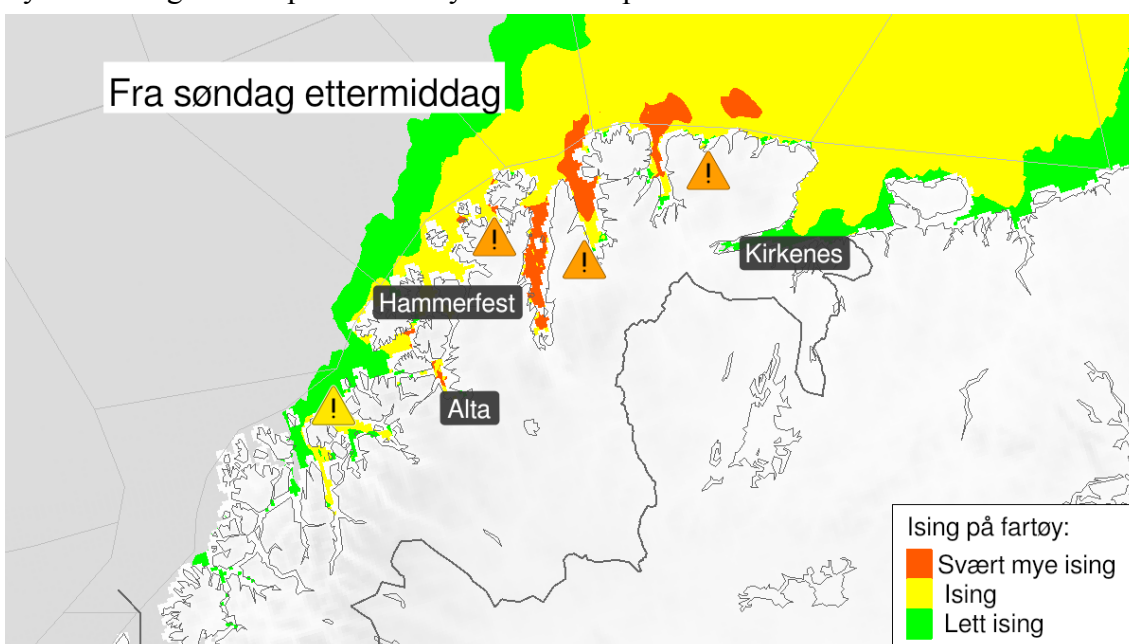 Fra søndag ettermiddag
Kirkenes
Hammerfest
Alta
Ising på fartøy:
Svært mye ising
Ising
Lett ising